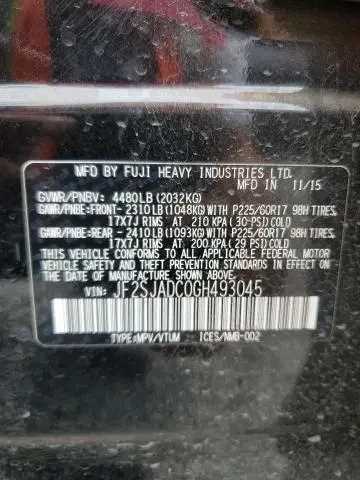 MFD BY FUJI HEAVY INDUSTRIES LTD.
MFD IN 11/15
GVWR/PNBV: 4480LB(2032KG)
GAWR/PNBE:FRONT-2310LB(1048KG)WITH P225/60R17 98H TIRES,
17X7J RIMS AT 210 KPA(30 PSI)COLD
GAWR/PNBE:REAR -2410LB(1093KG)WITH P225/60R17 98H TIRES,
17X7J RIMS AT 200 KPA(29 PSI)COLD
THIS VEHICLE CONFORMS TO ALL APPLICABLE FEDERAL
MOTOR VEHICLE SAFETY STANDARDS IN EFFECT ON
THE DATE OF MANUFACTURE SHOWN ABOVE.
VIN: JF2SJADC0GH493045
TYPE:MPV/VTUM ICES/NMB-002